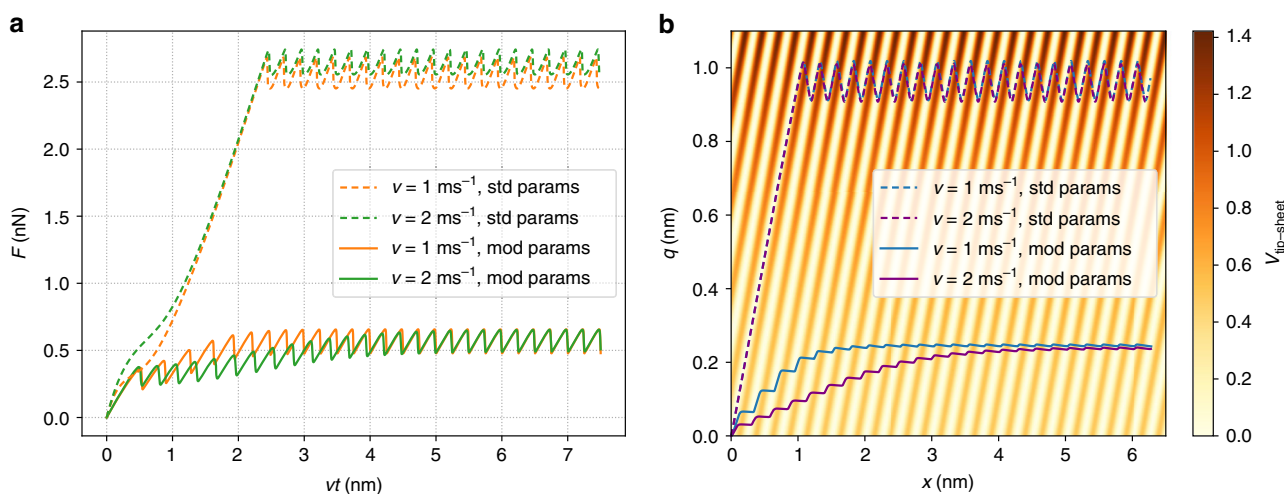 a
F (nN)
2.5
2.0
1.5
1.0
0.5
0.0
v = 1 ms⁻¹, std params
v = 2 ms⁻¹, std params
v = 1 ms⁻¹, mod params
v = 2 ms⁻¹, mod params
0 1 2 3 4 5 6 7
vt (nm)
b
q (nm)
1.0
0.8
0.6
0.4
0.2
0.0
v = 1 ms⁻¹, std params
v = 2 ms⁻¹, std params
v = 1 ms⁻¹, mod params
v = 2 ms⁻¹, mod params
0 1 2 3 4 5 6
x (nm)
1.4
1.2
1.0
0.8
0.6
0.4
0.2
0.0
V tip–sheet